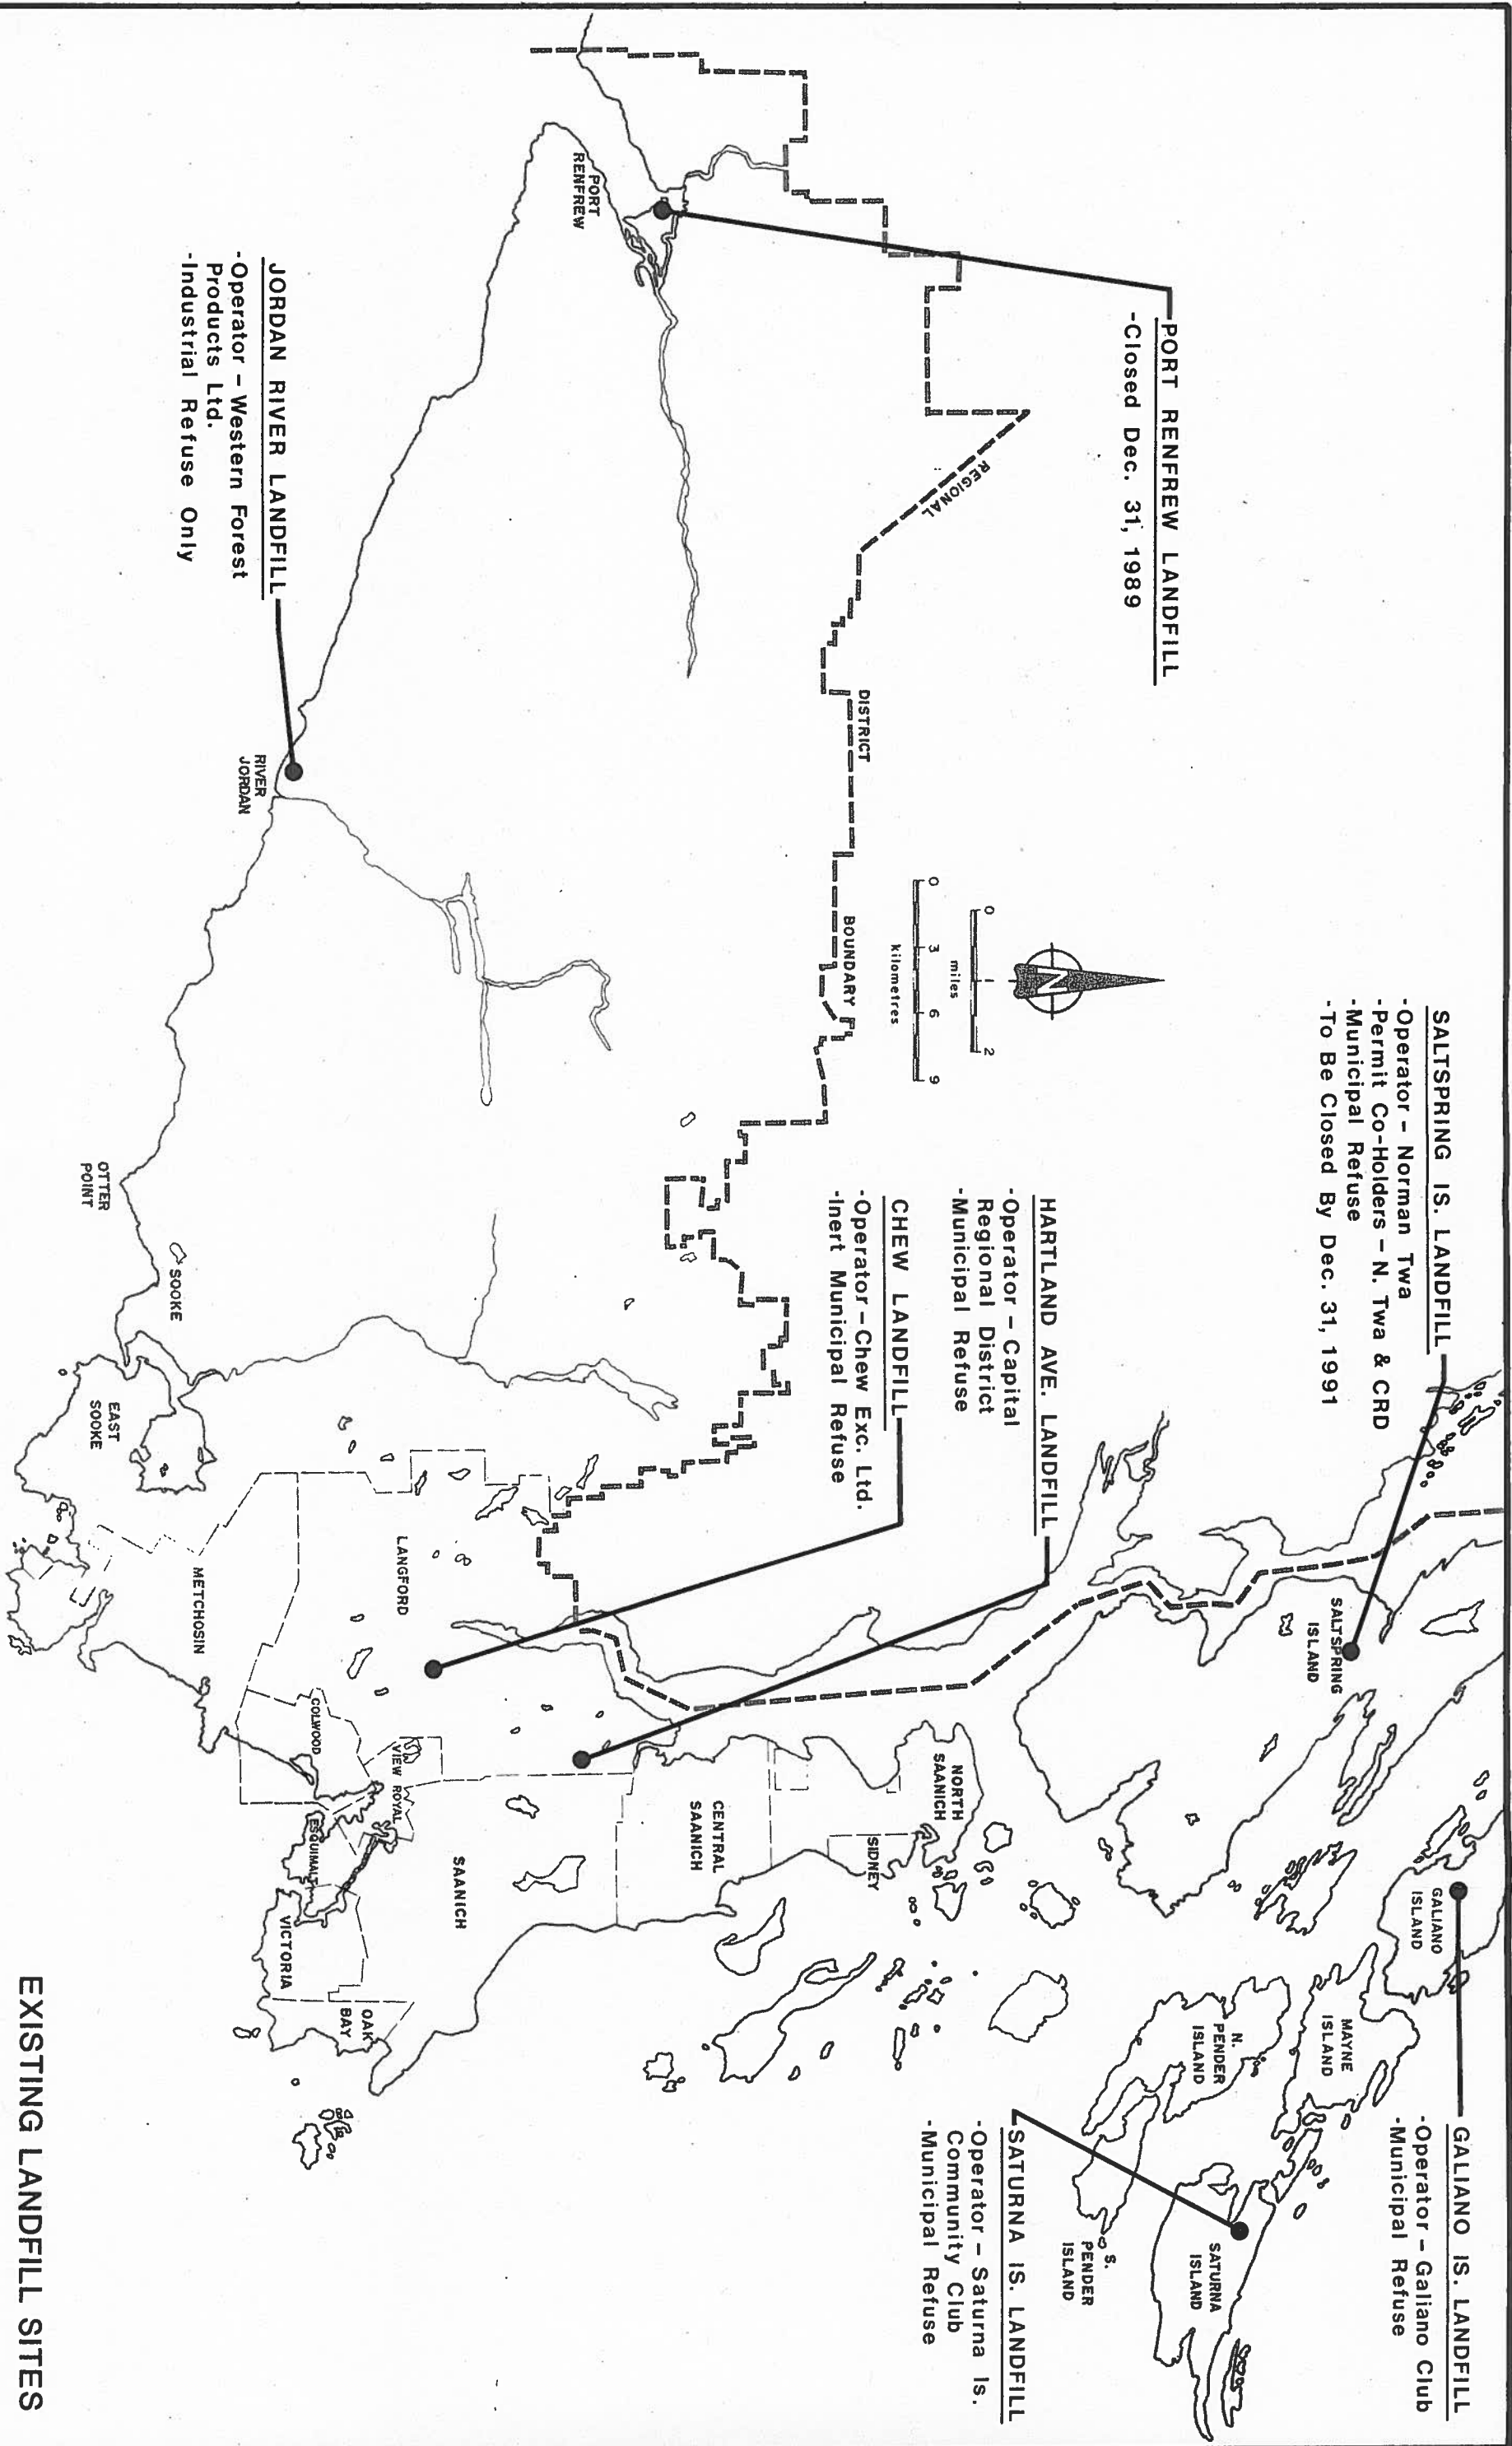 PORT RENFREW LANDFILL
-Closed Dec. 31, 1989
SALTSPRING IS. LANDFILL
-Operator - Norman Twa
-Permit Co-Holders - N. Twa & CRD
-Municipal Refuse
-To Be Closed By Dec. 31, 1991
GALIANO IS. LANDFILL
-Operator - Galiano Club
-Municipal Refuse
HARTLAND AVE. LANDFILL
-Operator - Capital
Regional District
-Municipal Refuse
CHEW LANDFILL
-Operator - Chew Exc. Ltd.
-Inert Municipal Refuse
SATURNA IS. LANDFILL
-Operator - Saturna Is.
Community Club
-Municipal Refuse
JORDAN RIVER LANDFILL
-Operator - Western Forest
Products Ltd.
-Industrial Refuse Only
N
0 1 2
miles
0 3 6 9
kilometres
REGIONAL
DISTRICT
BOUNDARY
PORT
RENFREW
RIVER
JORDAN
OTTER
POINT
SOOKE
EAST
SOOKE
METCHOSIN
LANGFORD
COLWOOD
VIEW ROYAL
ESQUIMALT
VICTORIA
OAK
BAY
SAANICH
CENTRAL
SAANICH
SIDNEY
NORTH
SAANICH
SALTSPRING
ISLAND
GALIANO
ISLAND
MAYNE
ISLAND
N.
PENDER
ISLAND
S.
PENDER
ISLAND
SATURNA
ISLAND
EXISTING LANDFILL SITES